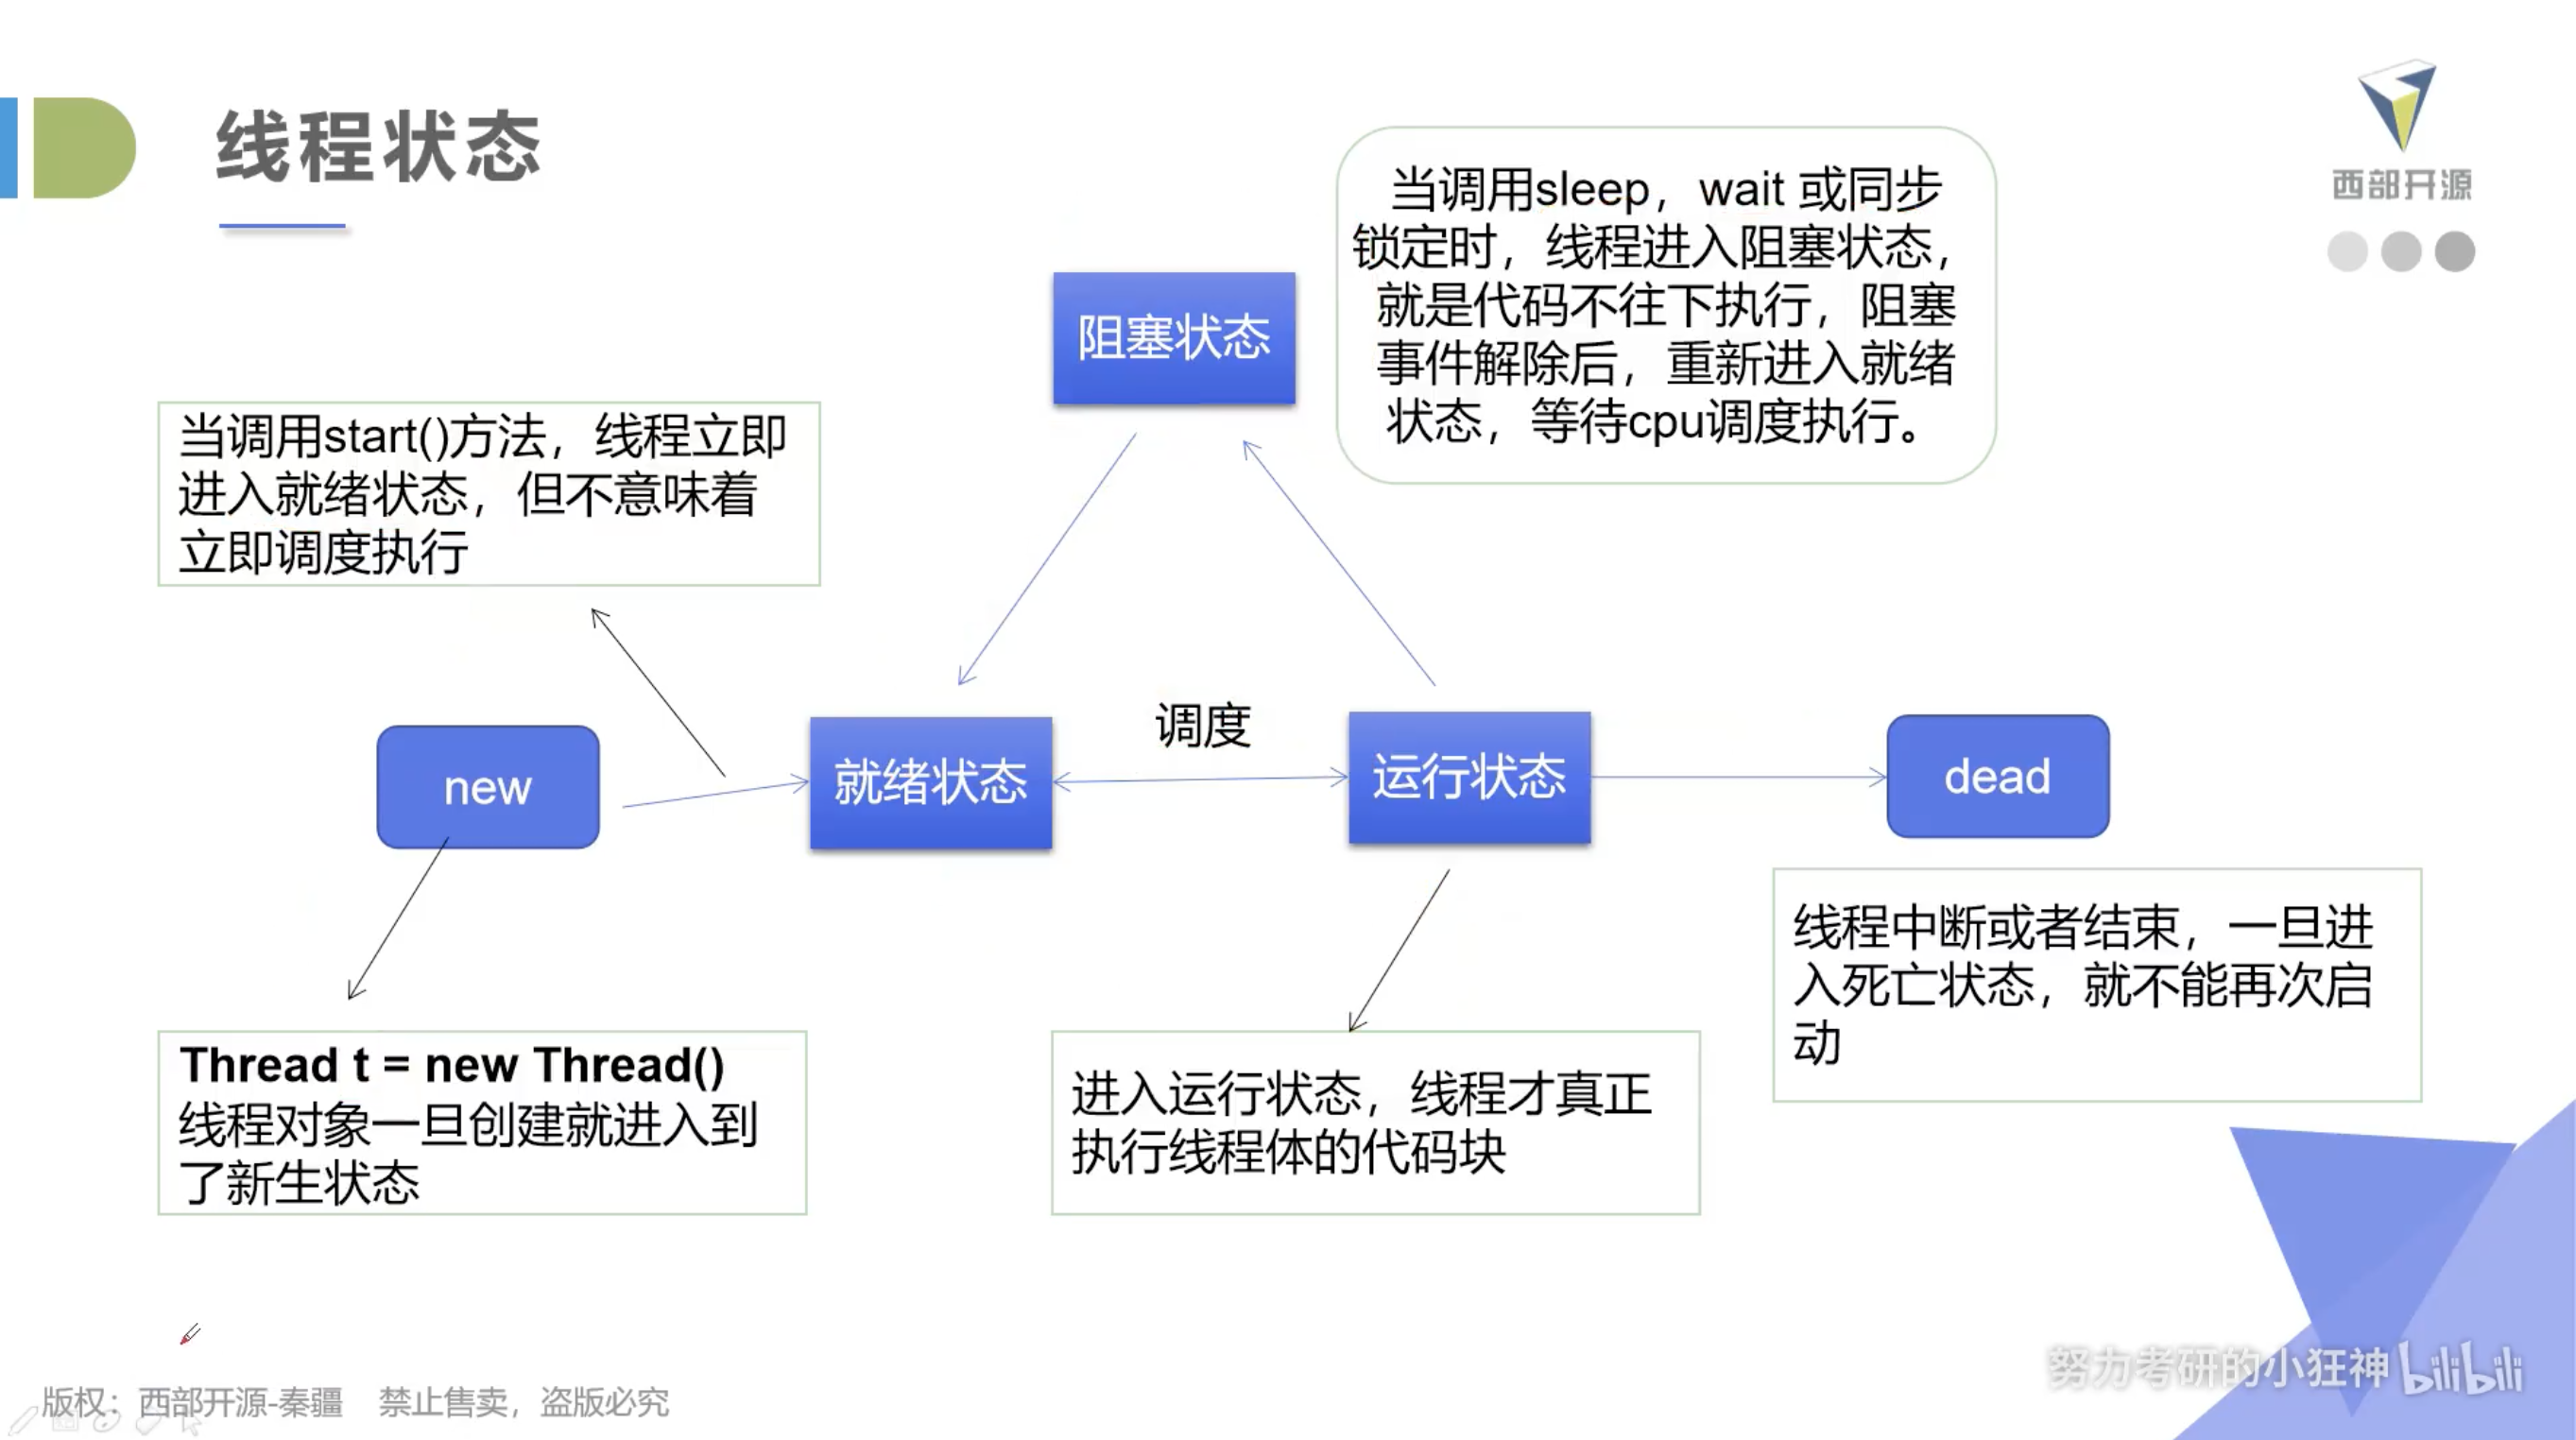 线程状态
西部开源
当调用sleep，wait 或同步
锁定时，线程进入阻塞状态，
就是代码不往下执行，阻塞
事件解除后，重新进入就绪
状态，等待cpu调度执行。
阻塞状态
当调用start()方法，线程立即
进入就绪状态，但不意味着
立即调度执行
调度
new
就绪状态
运行状态
dead
线程中断或者结束，一旦进
入死亡状态，就不能再次启
动
Thread t = new Thread()
线程对象一旦创建就进入到
了新生状态
进入运行状态，线程才真正
执行线程体的代码块
努力考研的小狂神 bilibili
版权：西部开源-秦疆 禁止售卖，盗版必究